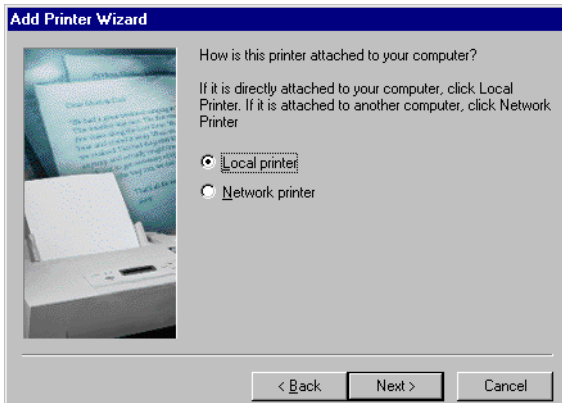 Add Printer Wizard
How is this printer attached to your computer?
If it is directly attached to your computer, click Local
Printer. If it is attached to another computer, click Network
Printer
Local printer
Network printer
< Back
Next >
Cancel